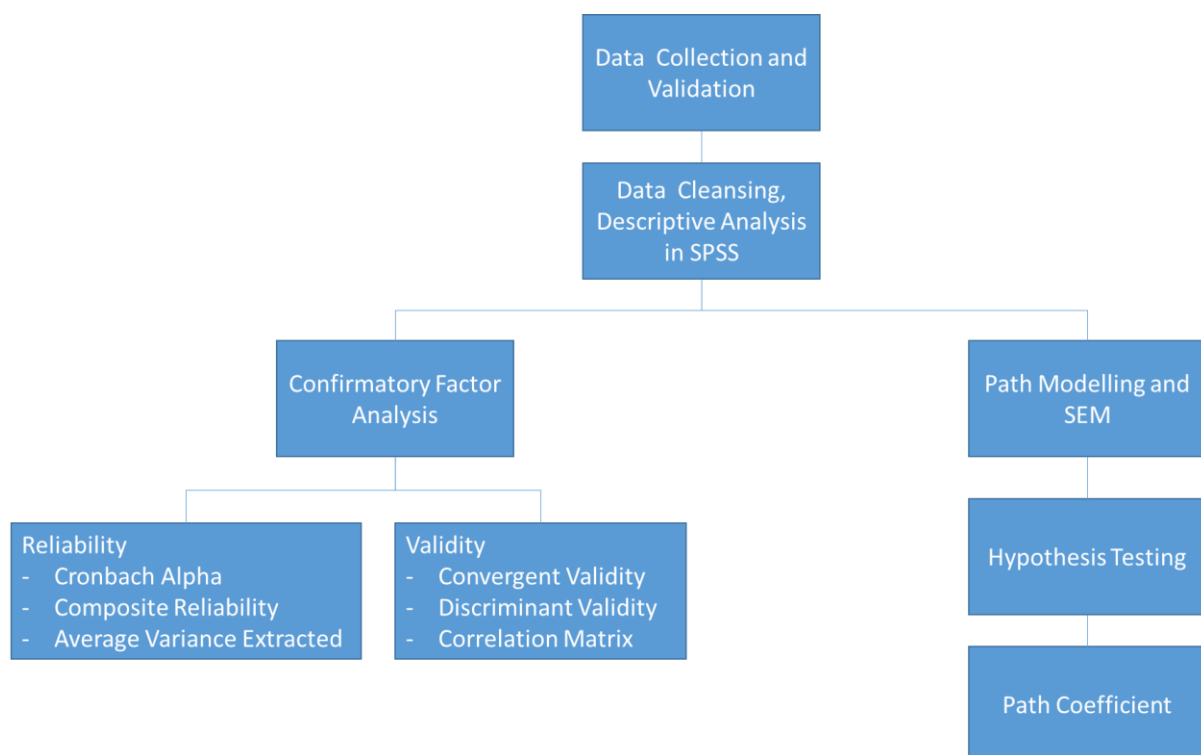 Data Collection and
Validation
Data Cleansing,
Descriptive Analysis
in SPSS
Confirmatory Factor
Analysis
Path Modelling and
SEM
Reliability
- Cronbach Alpha
- Composite Reliability
- Average Variance Extracted
Validity
- Convergent Validity
- Discriminant Validity
- Correlation Matrix
Hypothesis Testing
Path Coefficient